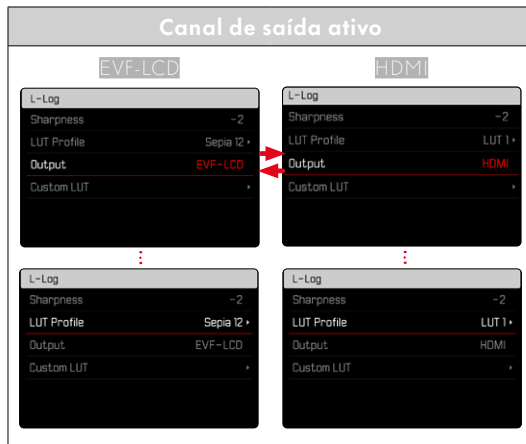 Canal de saída ativo
EVF-LCD
L-Log
Sharpness -2
LUT Profile Sepia 12
Output EVF-LCD
Custom LUT
HDMI
L-Log
Sharpness -2
LUT Profile LUT 1
Output HDMI
Custom LUT
L-Log
Sharpness -2
LUT Profile Sepia 12
Output EVF-LCD
Custom LUT
L-Log
Sharpness -2
LUT Profile LUT 1
Output HDMI
Custom LUT